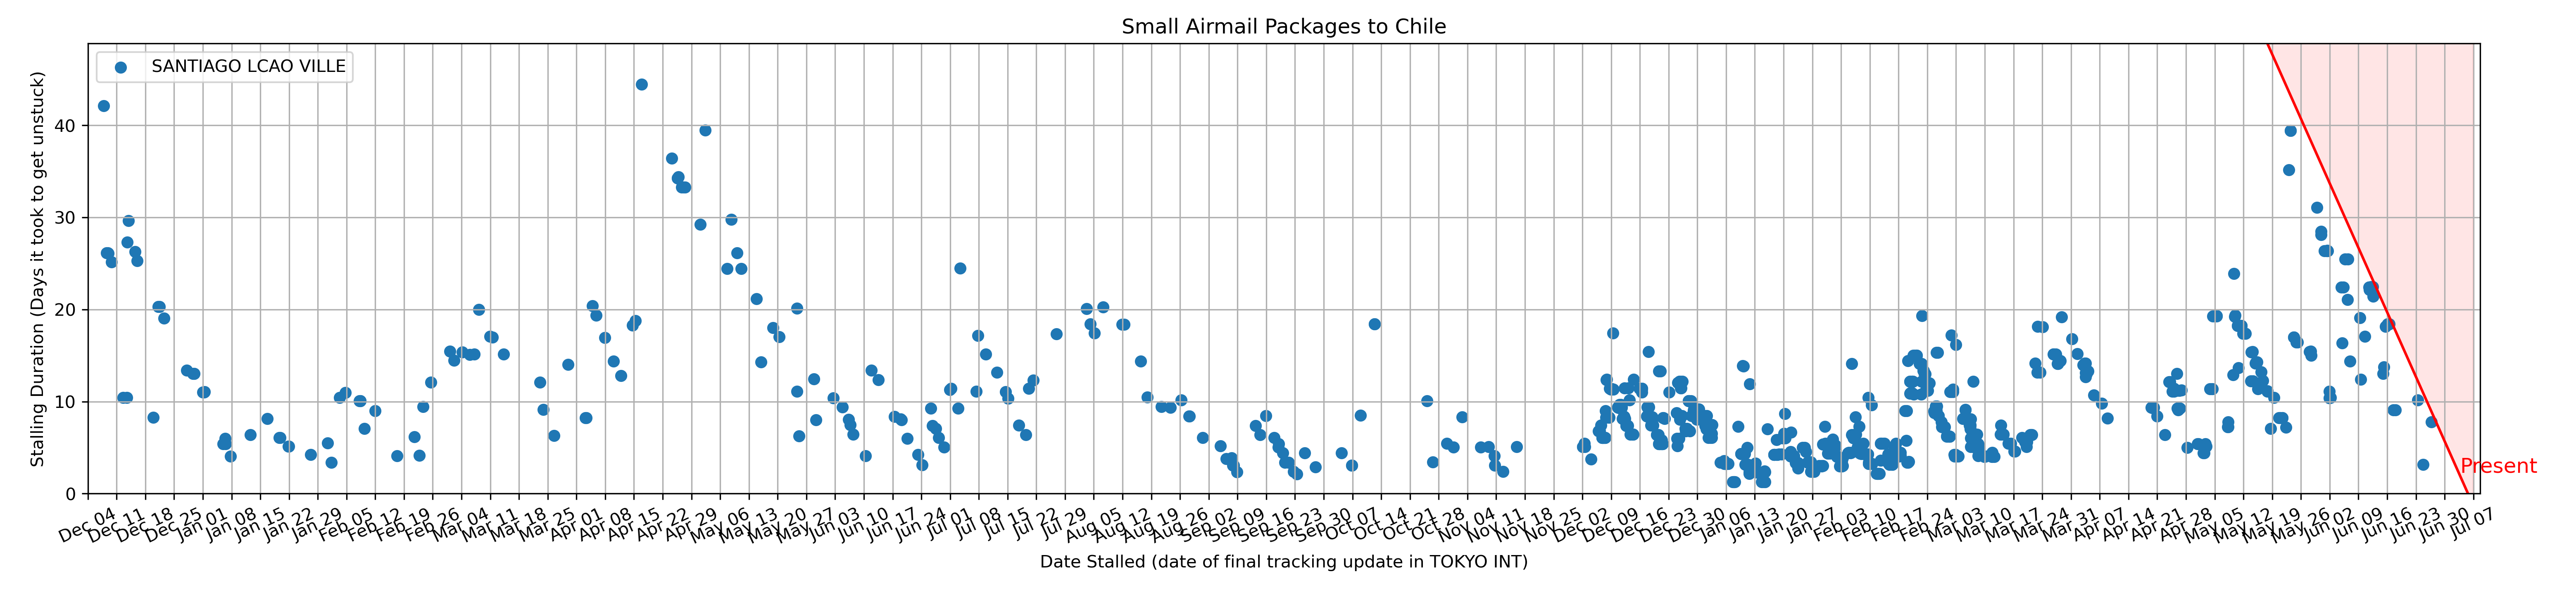 Small Airmail Packages to Chile
SANTIAGO LCAO VILLE
Stalling Duration (Days it took to get unstuck)
40
30
20
10
0
Present
Dec 04
Dec 11
Dec 18
Dec 25
Jan 01
Jan 08
Jan 15
Jan 22
Jan 29
Feb 05
Feb 12
Feb 19
Feb 26
Mar 04
Mar 11
Mar 18
Mar 25
Apr 01
Apr 08
Apr 15
Apr 22
Apr 29
May 06
May 13
May 20
May 27
Jun 03
Jun 10
Jun 17
Jun 24
Jul 01
Jul 08
Jul 15
Jul 22
Jul 29
Aug 05
Aug 12
Aug 19
Aug 26
Sep 02
Sep 09
Sep 16
Sep 23
Sep 30
Oct 07
Oct 14
Oct 21
Oct 28
Nov 04
Nov 11
Nov 18
Nov 25
Dec 02
Dec 09
Dec 16
Dec 23
Dec 30
Jan 06
Jan 13
Jan 20
Jan 27
Feb 03
Feb 10
Feb 17
Feb 24
Mar 03
Mar 10
Mar 17
Mar 24
Mar 31
Apr 07
Apr 14
Apr 21
Apr 28
May 05
May 12
May 19
May 26
Jun 02
Jun 09
Jun 16
Jun 23
Jun 30
Jul 07
Date Stalled (date of final tracking update in TOKYO INT)